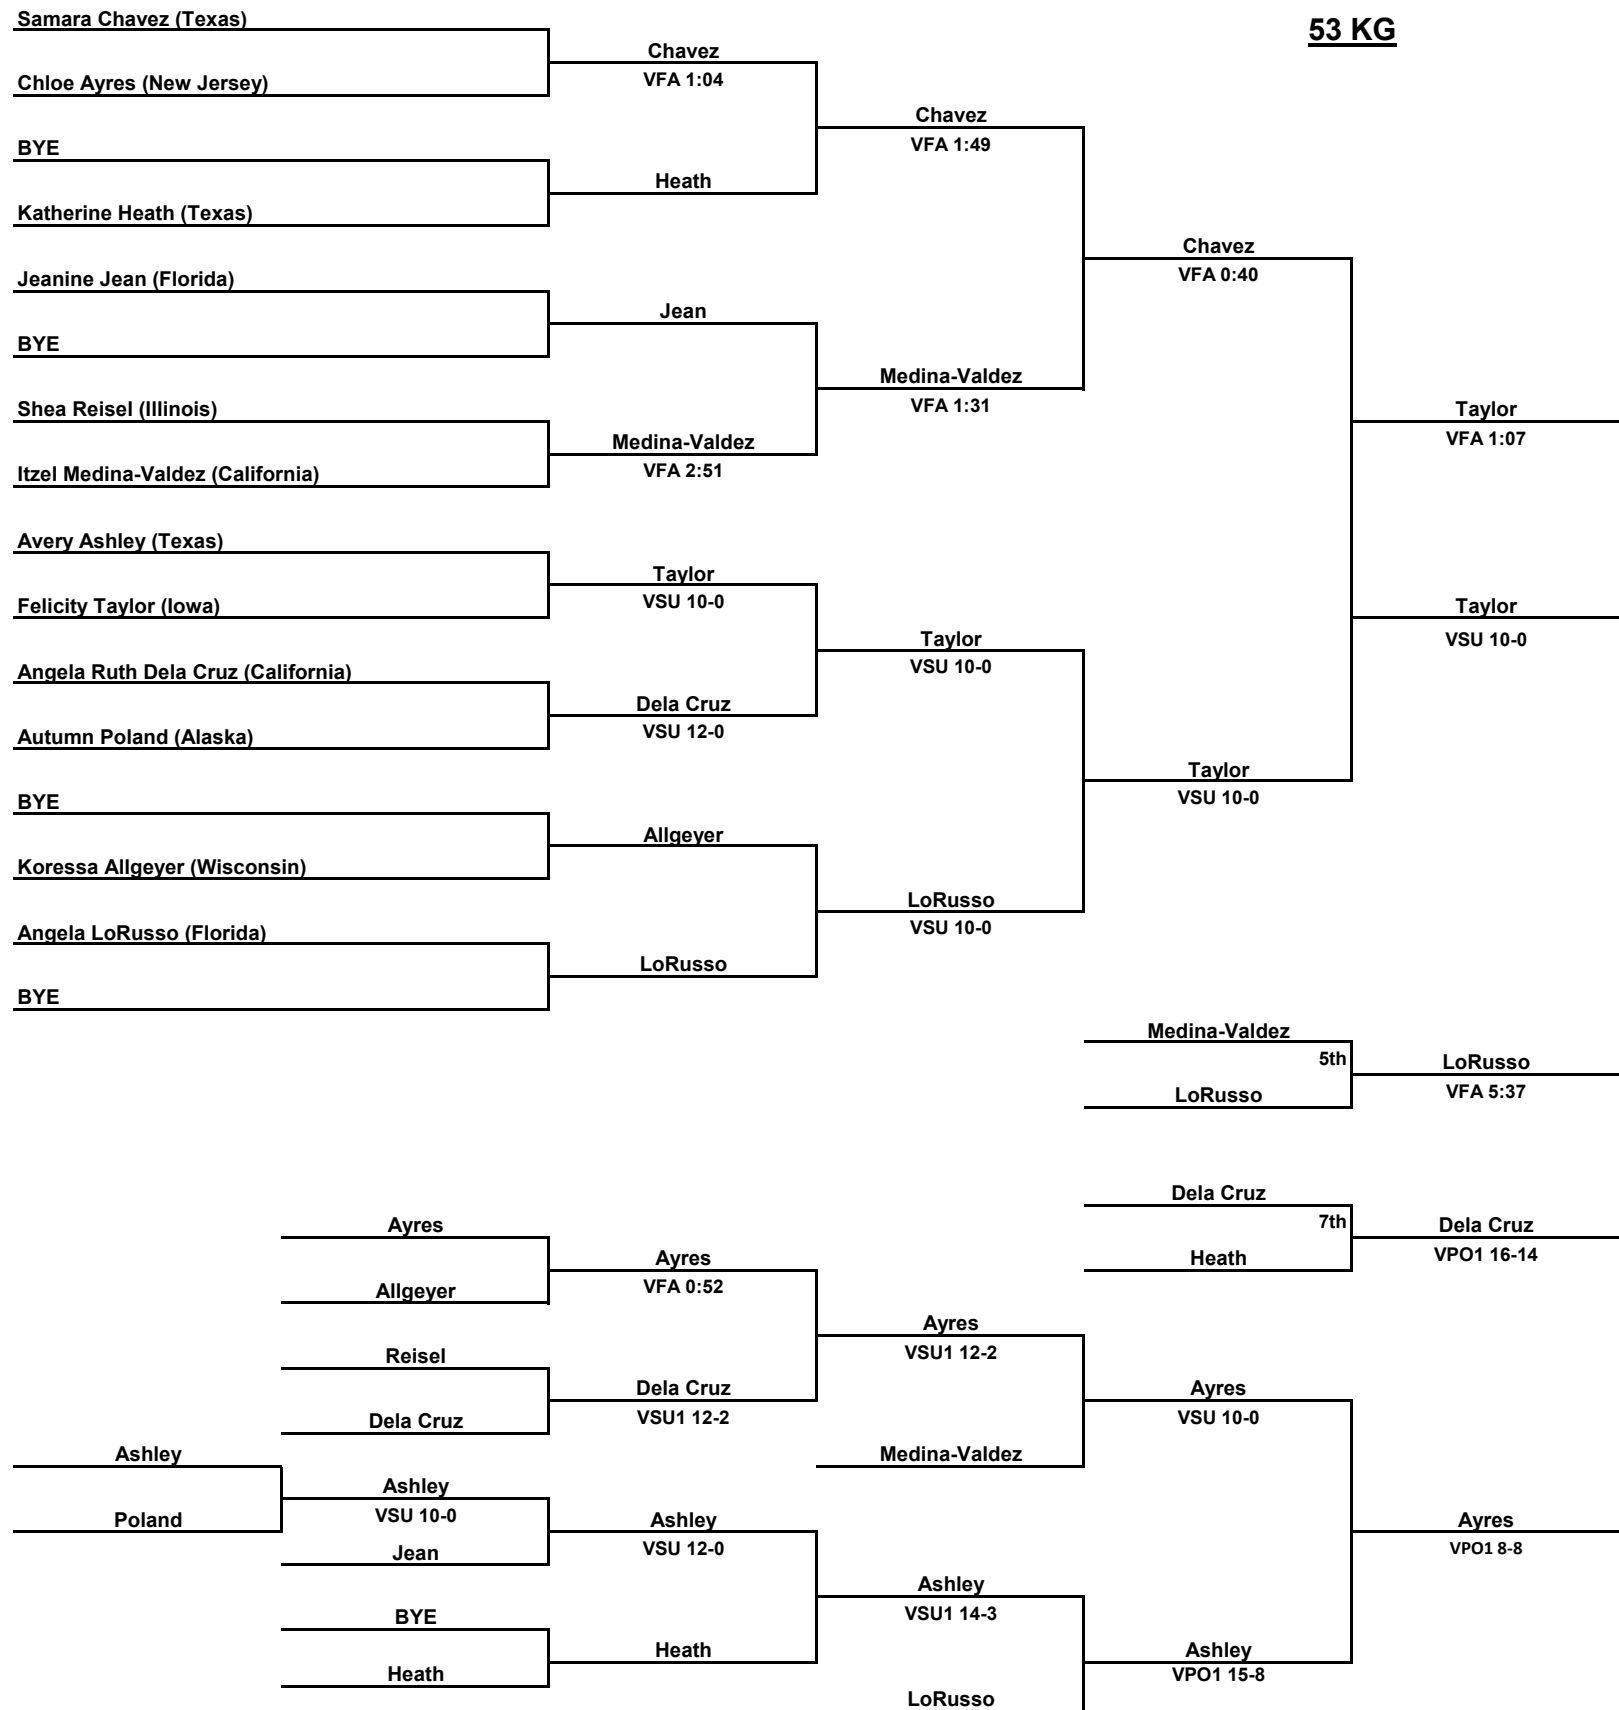 Samara Chavez (Texas)
53 KG
Chavez
VFA 1:04
Chloe Ayres (New Jersey)
Chavez
VFA 1:49
BYE
Heath
Katherine Heath (Texas)
Chavez
VFA 0:40
Jeanine Jean (Florida)
Jean
BYE
Medina-Valdez
VFA 1:31
Shea Reisel (Illinois)
Taylor
VFA 1:07
Medina-Valdez
VFA 2:51
Itzel Medina-Valdez (California)
Avery Ashley (Texas)
Taylor
VSU 10-0
Felicity Taylor (Iowa)
Taylor
VSU 10-0
Taylor
VSU 10-0
Angela Ruth Dela Cruz (California)
Dela Cruz
VSU 12-0
Autumn Poland (Alaska)
Taylor
VSU 10-0
BYE
Allgeyer
Koressa Allgeyer (Wisconsin)
LoRusso
VSU 10-0
Angela LoRusso (Florida)
LoRusso
BYE
Medina-Valdez
5th
LoRusso
VFA 5:37
LoRusso
Dela Cruz
7th
Dela Cruz
VPO1 16-14
Heath
Ayres
Ayres
VFA 0:52
Allgeyer
Ayres
VSU1 12-2
Reisel
Dela Cruz
VSU1 12-2
Dela Cruz
Ayres
VSU 10-0
Medina-Valdez
Ashley
Ashley
VSU 10-0
Poland
Ashley
VSU 12-0
Jean
Ayres
VPO1 8-8
Ashley
VSU1 14-3
BYE
Heath
Heath
Ashley
VPO1 15-8
LoRusso